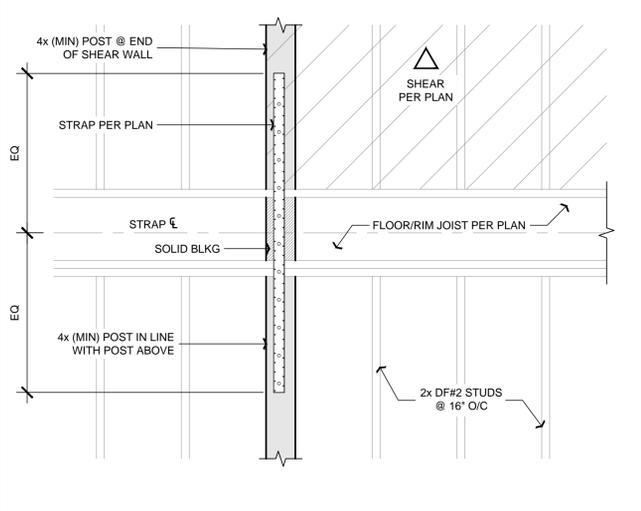 4x (MIN) POST @ END
OF SHEAR WALL
SHEAR
PER PLAN
STRAP PER PLAN
EQ
STRAP ℄
FLOOR/RIM JOIST PER PLAN
SOLID BLKG
EQ
4x (MIN) POST IN LINE
WITH POST ABOVE
2x DF#2 STUDS
@ 16" O/C